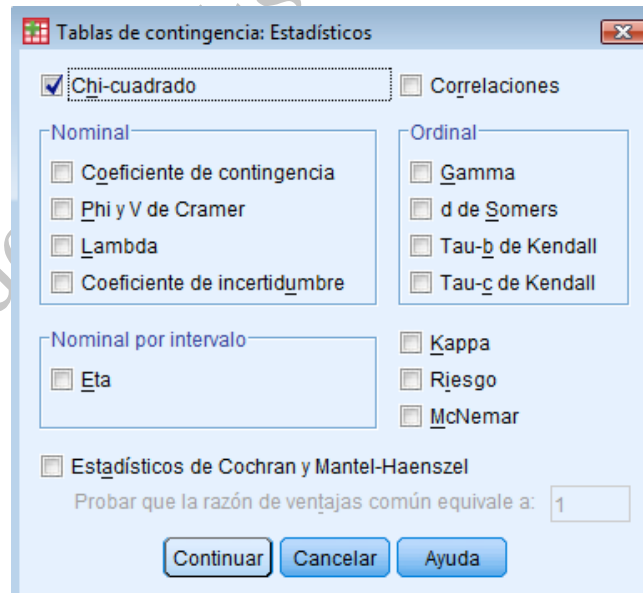 Tablas de contingencia: Estadísticos
Chi-cuadrado
Correlaciones
Nominal
Coeficiente de contingencia
Phi y V de Cramer
Lambda
Coeficiente de incertidumbre
Ordinal
Gamma
d de Somers
Tau-b de Kendall
Tau-c de Kendall
Nominal por intervalo
Eta
Kappa
Riesgo
McNemar
Estadísticos de Cochran y Mantel-Haenszel
Probar que la razón de ventajas común equivale a: 1
Continuar Cancelar Ayuda